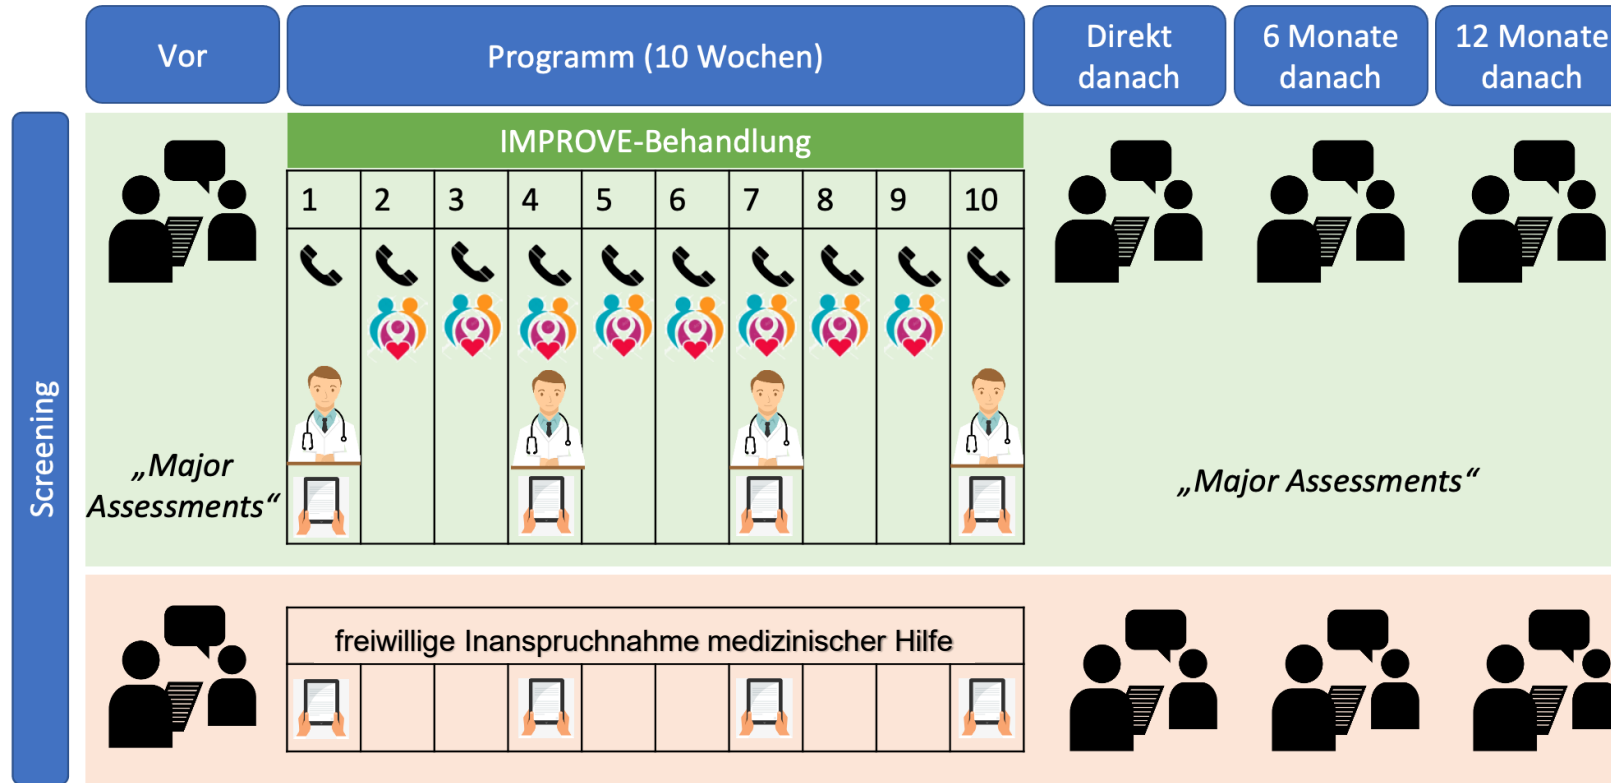 Vor
Programm (10 Wochen)
Direkt
danach
6 Monate
danach
12 Monate
danach
Screening
IMPROVE-Behandlung
1 2 3 4 5 6 7 8 9 10
„Major
Assessments“
„Major Assessments“
freiwillige Inanspruchnahme medizinischer Hilfe